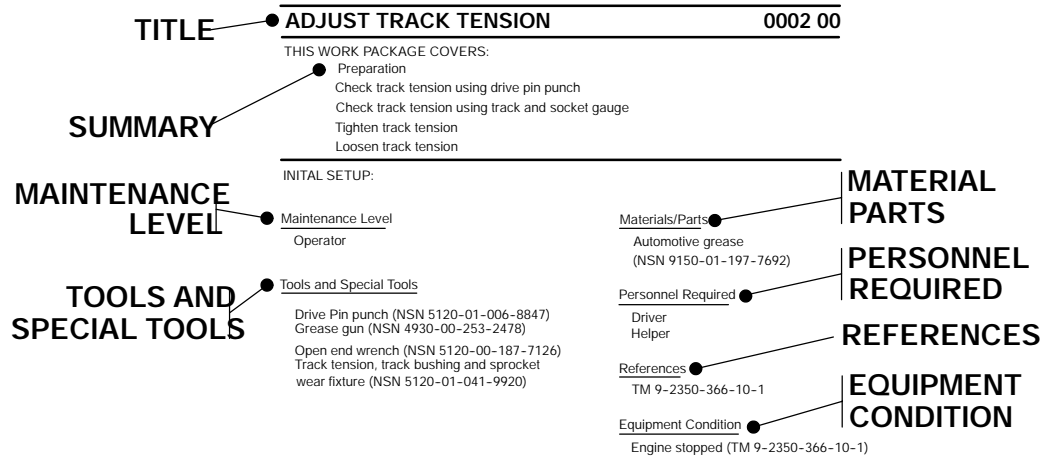 TITLE
ADJUST TRACK TENSION 0002 00
THIS WORK PACKAGE COVERS:
Preparation
Check track tension using drive pin punch
Check track tension using track and socket gauge
Tighten track tension
Loosen track tension
SUMMARY
INITAL SETUP:
MAINTENANCE
LEVEL
Maintenance Level
Operator
TOOLS AND
SPECIAL TOOLS
Tools and Special Tools
Drive Pin punch (NSN 5120-01-006-8847)
Grease gun (NSN 4930-00-253-2478)
Open end wrench (NSN 5120-00-187-7126)
Track tension, track bushing and sprocket
wear fixture (NSN 5120-01-041-9920)
Materials/Parts
Automotive grease
(NSN 9150-01-197-7692)
MATERIAL
PARTS
Personnel Required
Driver
Helper
PERSONNEL
REQUIRED
References
TM 9-2350-366-10-1
REFERENCES
Equipment Condition
Engine stopped (TM 9-2350-366-10-1)
EQUIPMENT
CONDITION